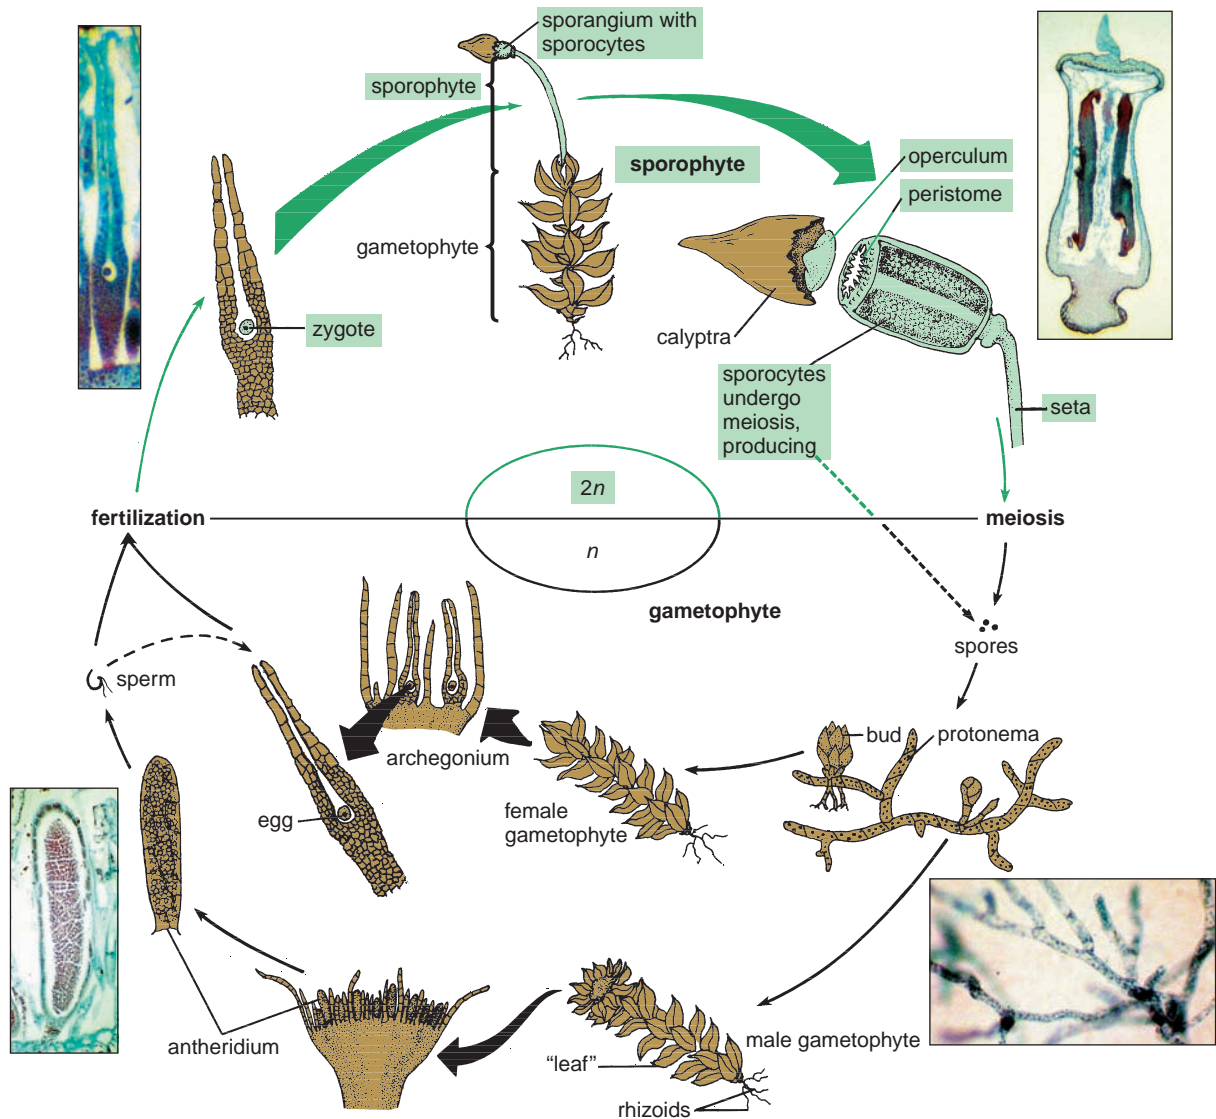 sporangium with
sporocytes
sporophyte
gametophyte
sporophyte
operculum
peristome
calyptra
zygote
sporocytes
undergo
meiosis,
producing
seta
2n
fertilization
meiosis
n
gametophyte
spores
sperm
bud
protonema
archegonium
egg
female
gametophyte
antheridium
"leaf"
male gametophyte
rhizoids